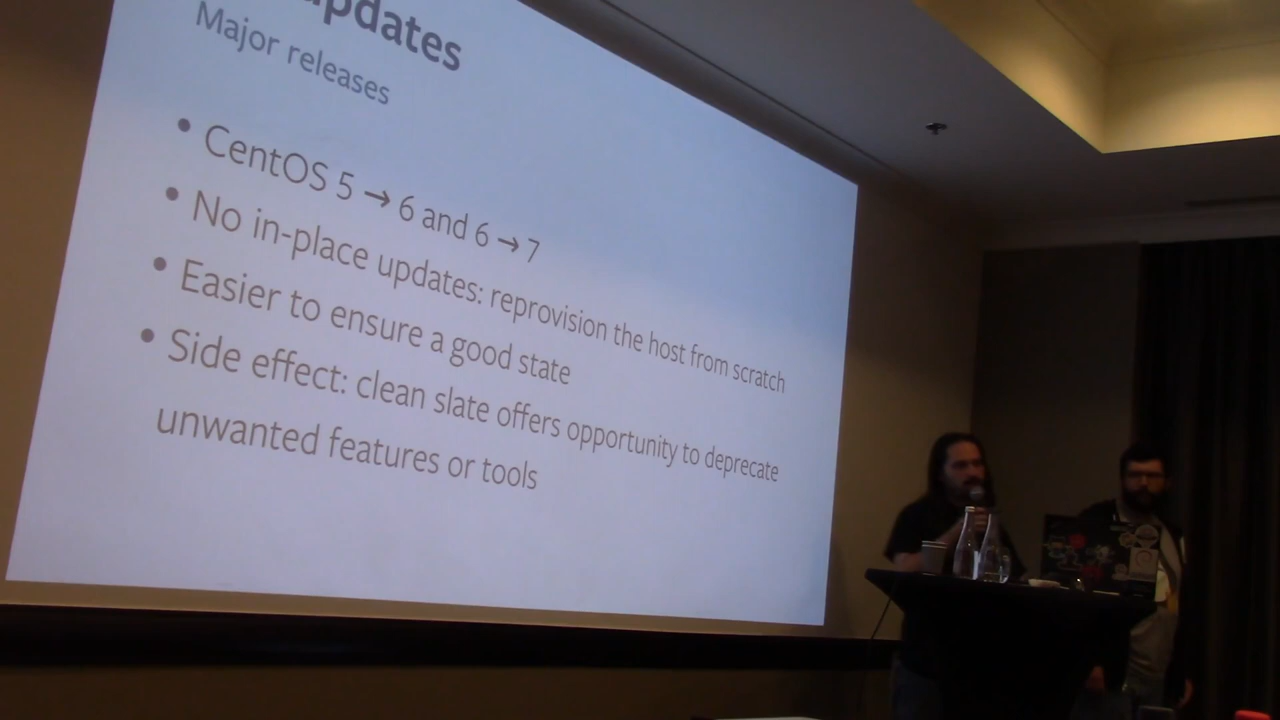 updates
Major releases
• CentOS 5 → 6 and 6 → 7
• No in-place updates: reprovision the host from scratch
• Easier to ensure a good state
• Side effect: clean slate offers opportunity to deprecate
unwanted features or tools